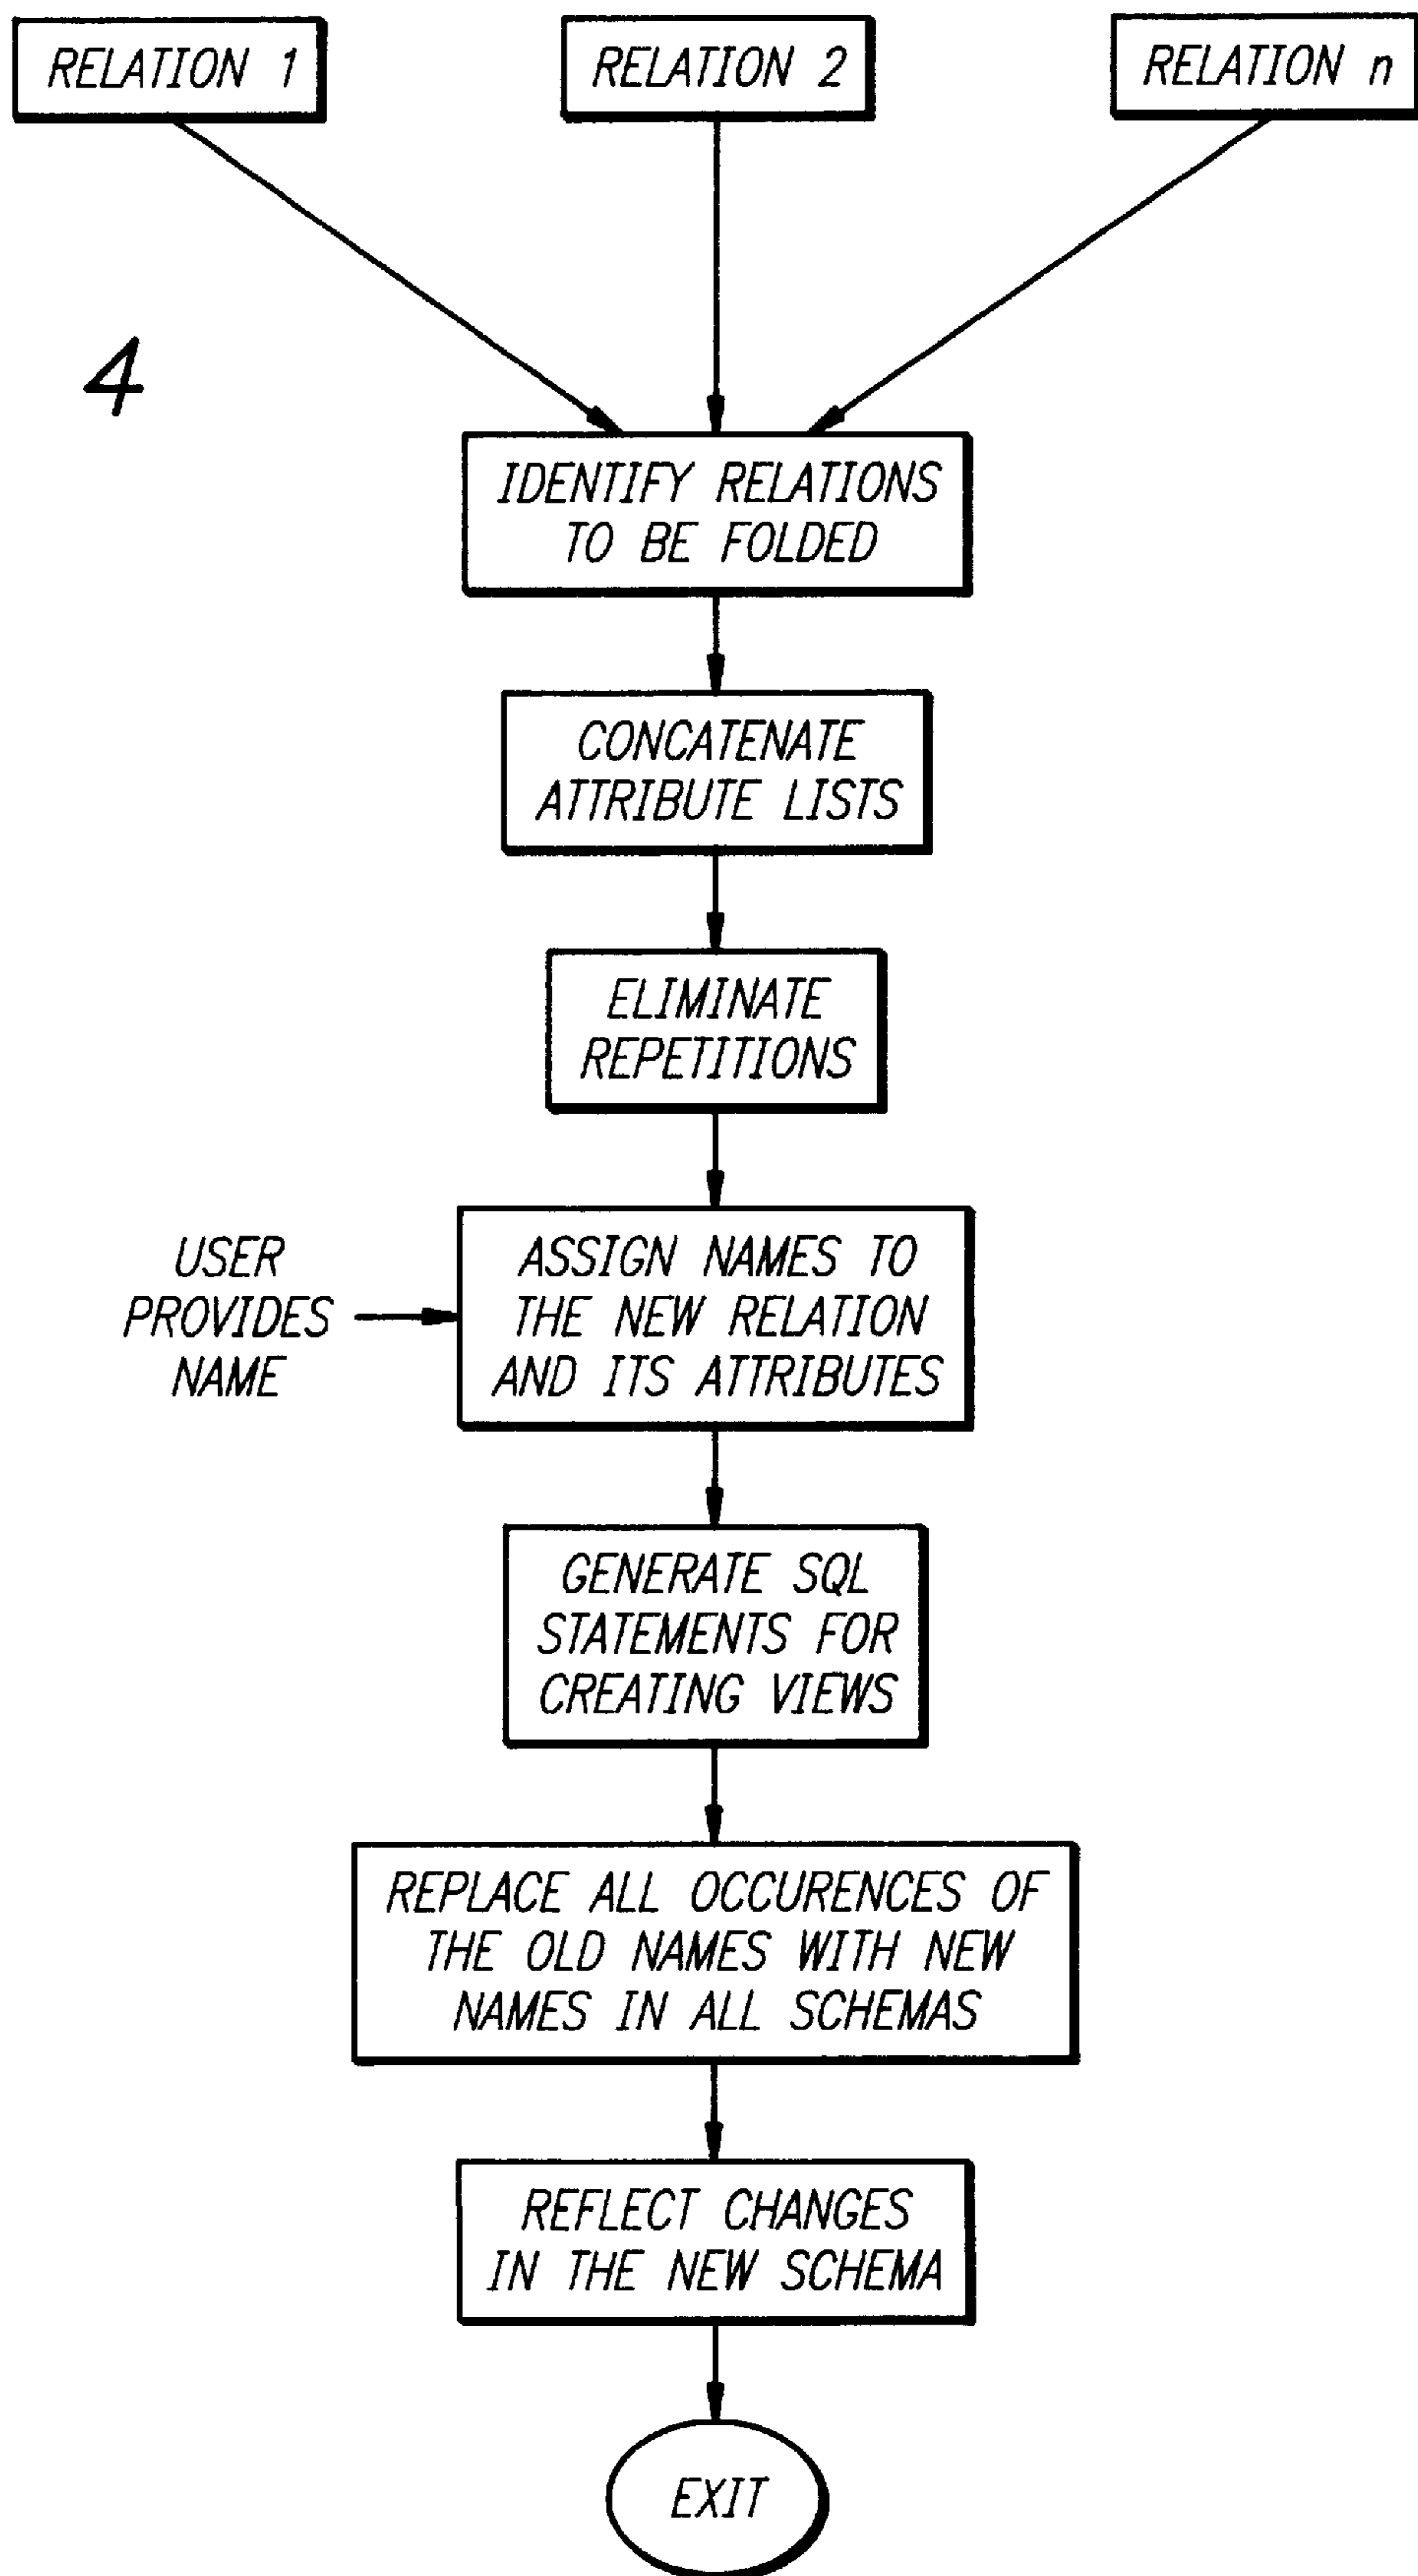 RELATION 1
RELATION 2
RELATION n
4
IDENTIFY RELATIONS
TO BE FOLDED
CONCATENATE
ATTRIBUTE LISTS
ELIMINATE
REPETITIONS
USER
PROVIDES
NAME
ASSIGN NAMES TO
THE NEW RELATION
AND ITS ATTRIBUTES
GENERATE SQL
STATEMENTS FOR
CREATING VIEWS
REPLACE ALL OCCURENCES OF
THE OLD NAMES WITH NEW
NAMES IN ALL SCHEMAS
REFLECT CHANGES
IN THE NEW SCHEMA
EXIT